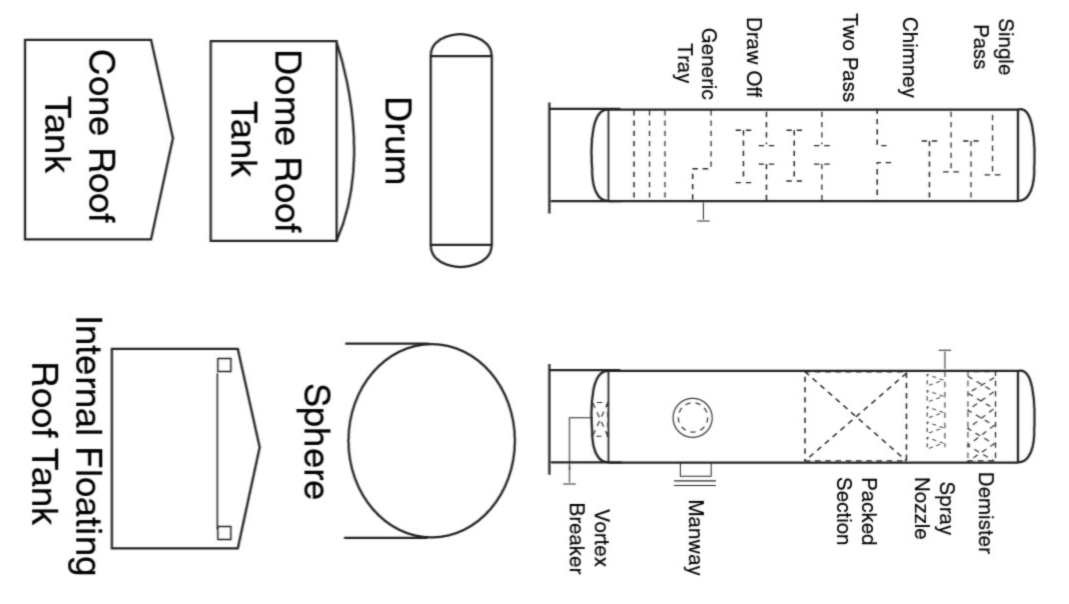 Single
Pass
Chimney
Two Pass
Draw Off
Generic
Tray
Demister
Spray
Nozzle
Packed
Section
Manway
Vortex
Breaker
Drum
Sphere
Dome Roof
Tank
Cone Roof
Tank
Internal Floating
Roof Tank